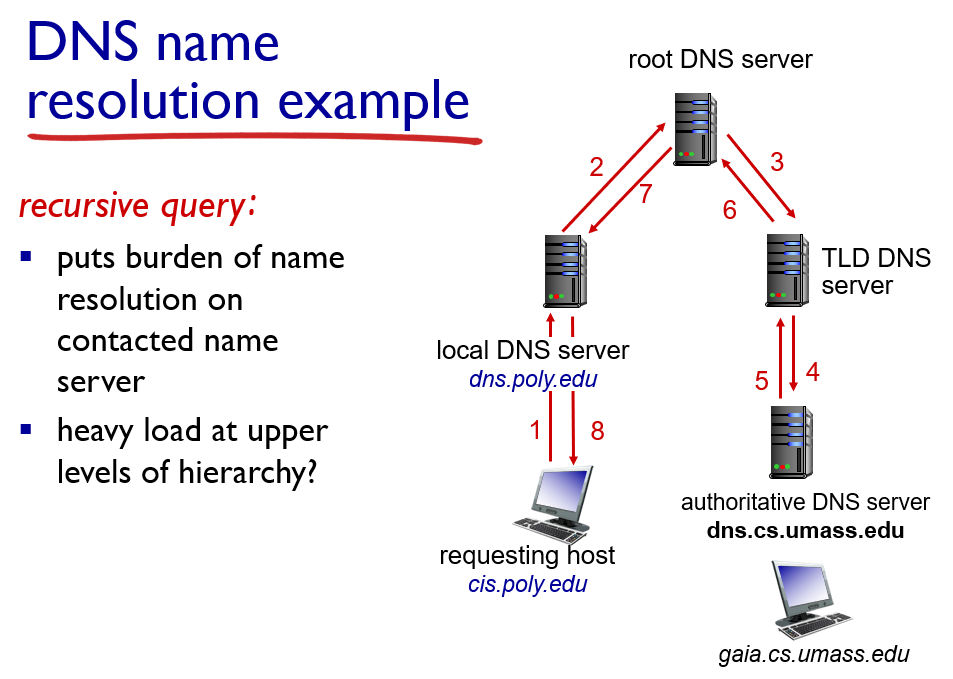 DNS name
resolution example
recursive query:
puts burden of name
resolution on
contacted name
server
heavy load at upper
levels of hierarchy?
root DNS server
2
3
7
6
TLD DNS
server
local DNS server
dns.poly.edu
5
4
1
8
authoritative DNS server
dns.cs.umass.edu
requesting host
cis.poly.edu
gaia.cs.umass.edu